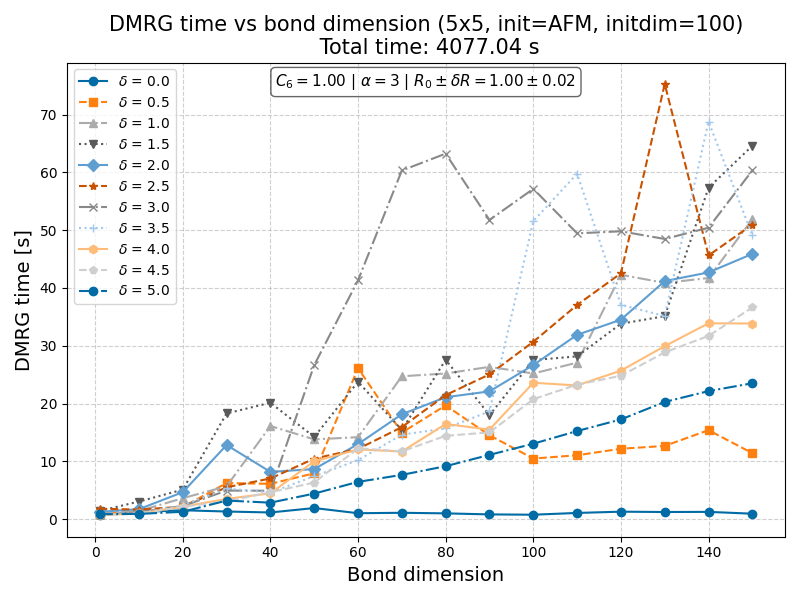 DMRG time vs bond dimension (5x5, init=AFM, initdim=100)
Total time: 4077.04 s
C₆ = 1.00 | α = 3 | R₀ ± δR = 1.00 ± 0.02
δ = 0.0
δ = 0.5
δ = 1.0
δ = 1.5
δ = 2.0
δ = 2.5
δ = 3.0
δ = 3.5
δ = 4.0
δ = 4.5
δ = 5.0
DMRG time [s]
70
60
50
40
30
20
10
0
0 20 40 60 80 100 120 140
Bond dimension